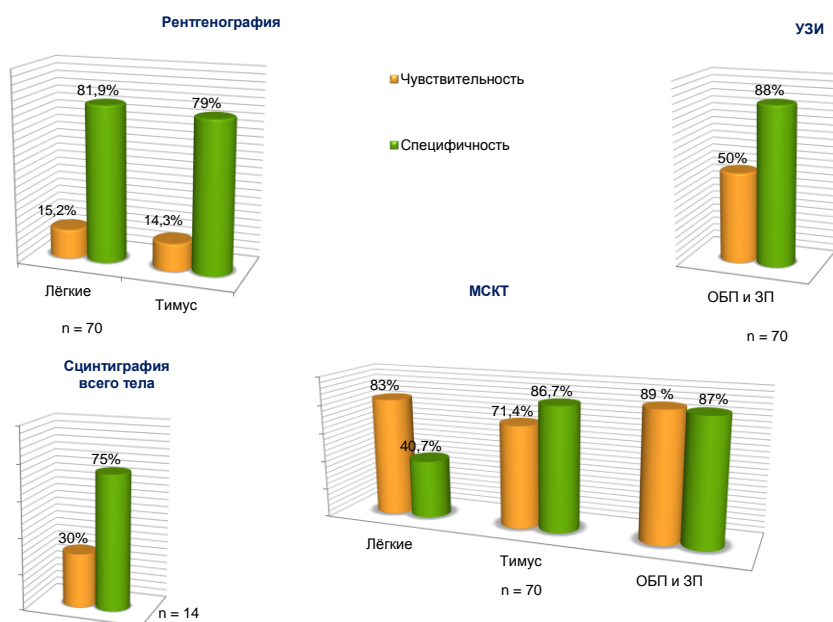 Рентгенография
81,9%
79%
15,2%
14,3%
Лёгкие
Тимус
n = 70
Чувствительность
Специфичность
УЗИ
88%
50%
ОБП и ЗП
n = 70
Сцинтиграфия
всего тела
75%
30%
n = 14
МСКТ
83%
40,7%
71,4%
86,7%
89 %
87%
Лёгкие
Тимус
ОБП и ЗП
n = 70